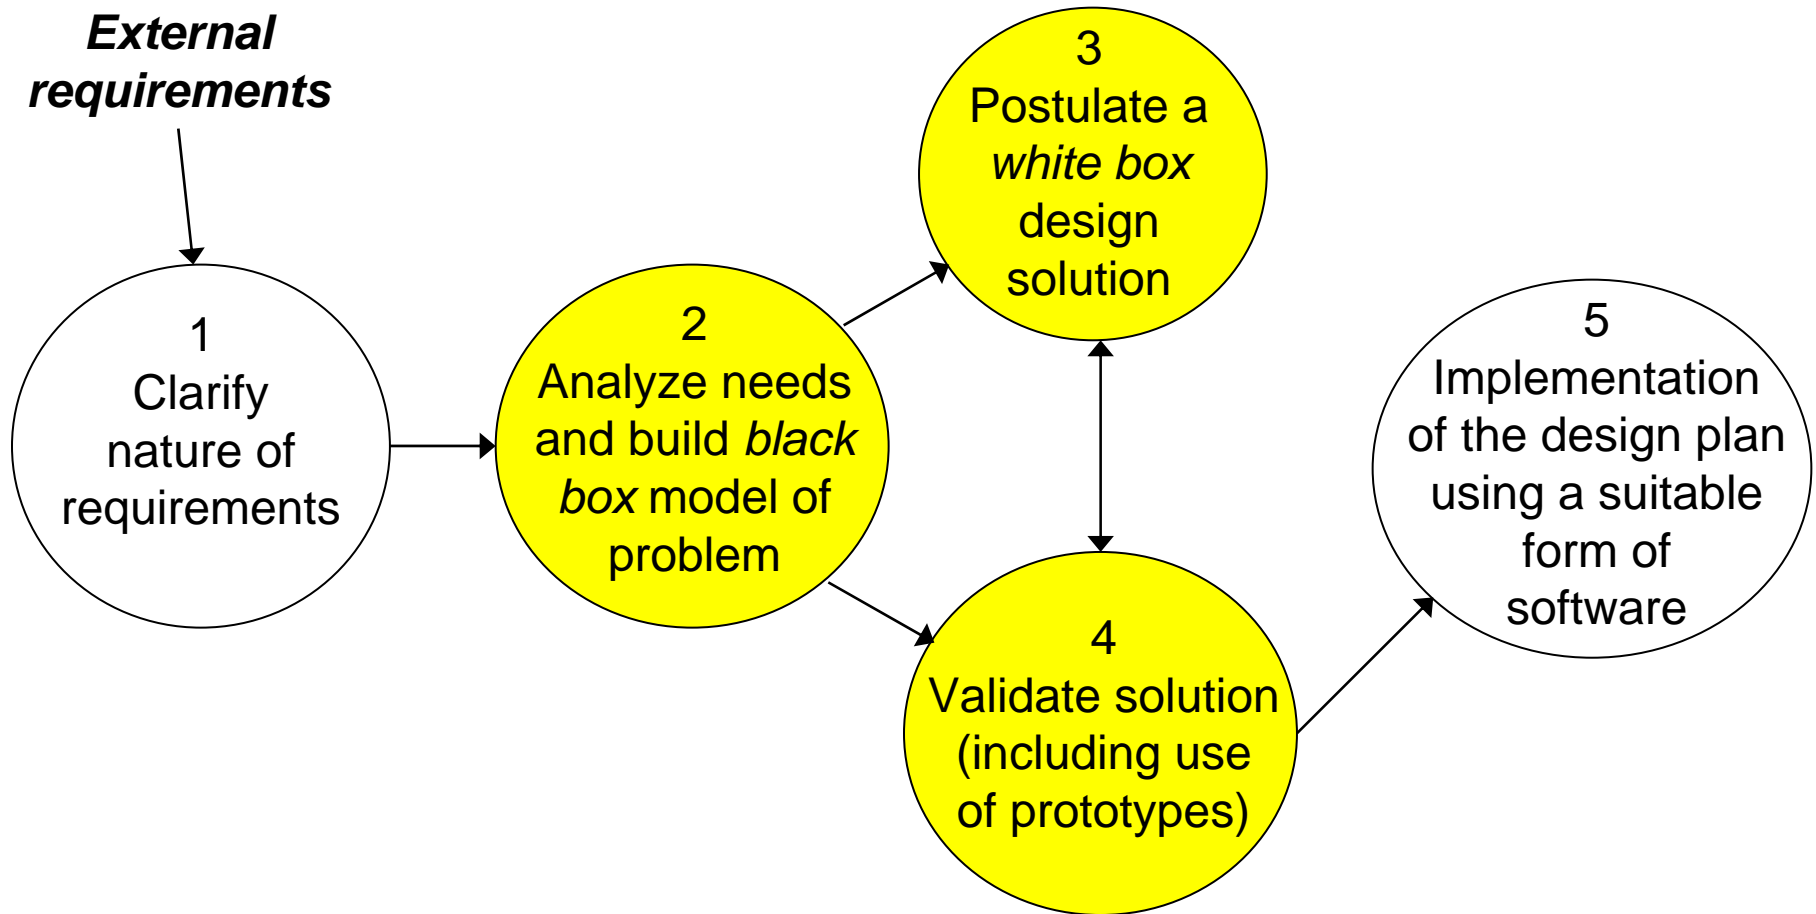 External
requirements
1
Clarify
nature of
requirements
2
Analyze needs
and build black
box model of
problem
3
Postulate a
white box
design
solution
4
Validate solution
(including use
of prototypes)
5
Implementation
of the design plan
using a suitable
form of
software